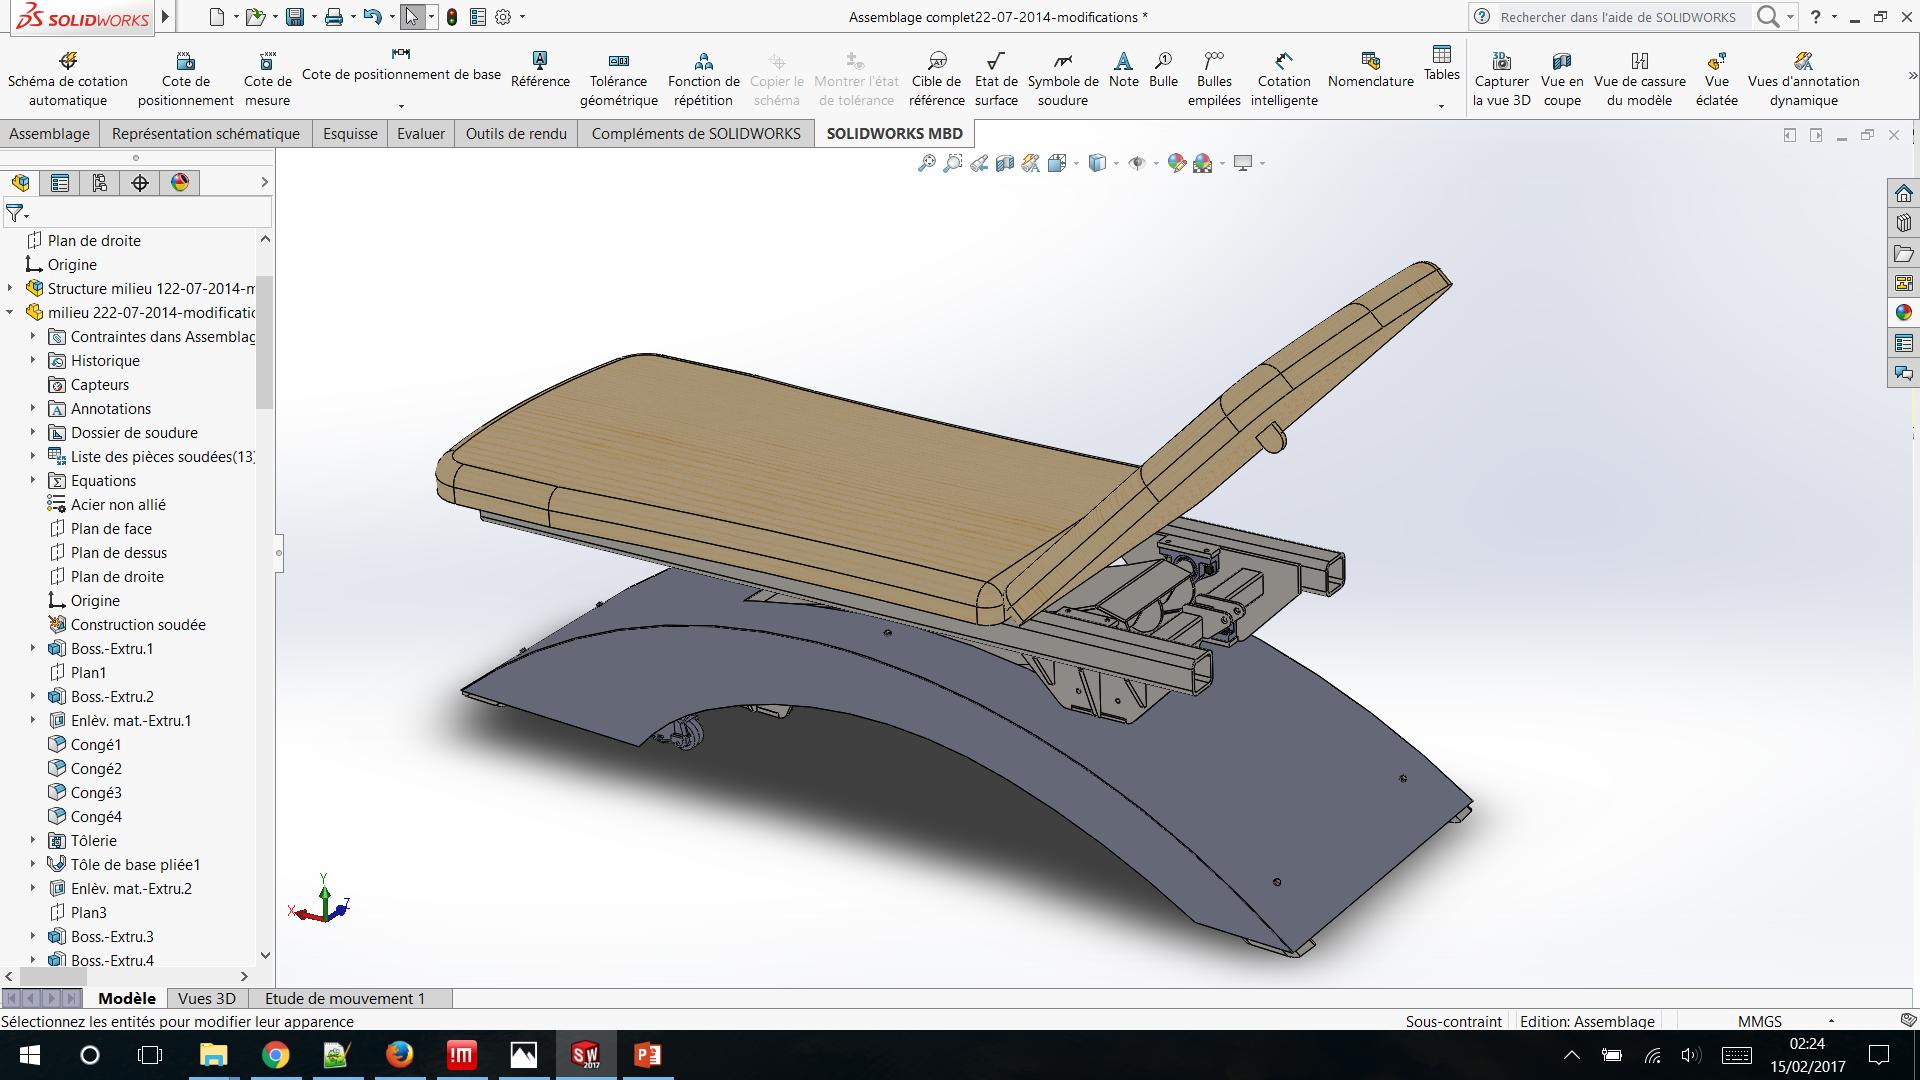 SOLIDWORKS
Assemblage complet22-07-2014-modifications *
Rechercher dans l'aide de SOLIDWORKS
Schéma de cotation automatique
Cote de positionnement
Cote de mesure
Cote de positionnement de base
Référence
Tolérance géométrique
Fonction de répétition
Copier le schéma
Montrer l'état de tolérance
Cible de référence
Etat de surface
Symbole de soudure
Note
Bulle
Bulles empilées
Cotation intelligente
Nomenclature
Tables
Capturer la vue 3D
Vue en coupe
Vue de cassure du modèle
Vue éclatée
Vues d'annotation dynamique
Assemblage
Représentation schématique
Esquisse
Evaluer
Outils de rendu
Compléments de SOLIDWORKS
SOLIDWORKS MBD
Plan de droite
Origine
Structure milieu 122-07-2014-m
milieu 222-07-2014-modificatio
Contraintes dans Assemblag
Historique
Capteurs
Annotations
Dossier de soudure
Liste des pièces soudées(13)
Equations
Acier non allié
Plan de face
Plan de dessus
Plan de droite
Origine
Construction soudée
Boss.-Extru.1
Plan1
Boss.-Extru.2
Enlèv. mat.-Extru.1
Congé1
Congé2
Congé3
Congé4
Tôlerie
Tôle de base pliée1
Enlèv. mat.-Extru.2
Plan3
Boss.-Extru.3
Boss.-Extru.4
Y
X
Z
Modèle
Vues 3D
Etude de mouvement 1
Sélectionnez les entités pour modifier leur apparence
Sous-contraint
Edition: Assemblage
MMGS
SW
2017
02:24
15/02/2017